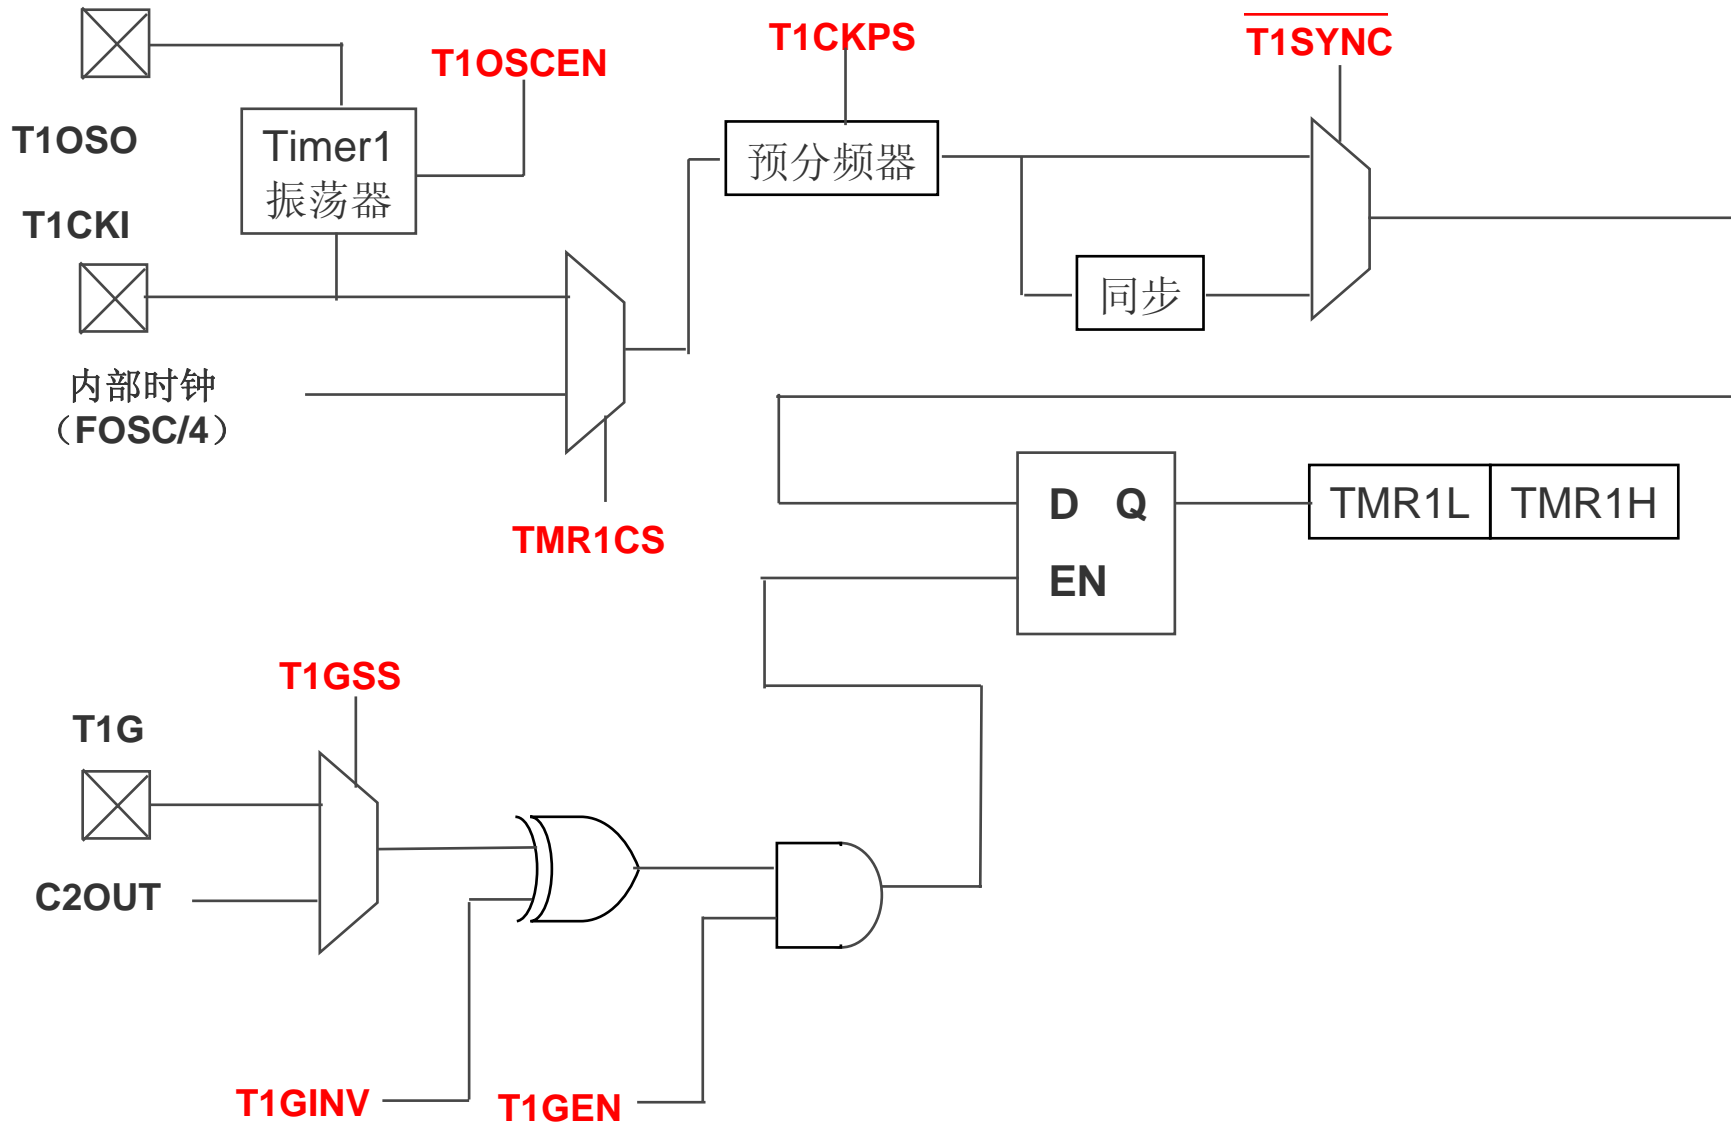 T1OSO
T1OSCEN
T1CKPS
T1SYNC
Timer1
振荡器
预分频器
T1CKI
同步
内部时钟
（FOSC/4）
TMR1CS
D Q
EN
TMR1L TMR1H
T1GSS
T1G
C2OUT
T1GINV
T1GEN